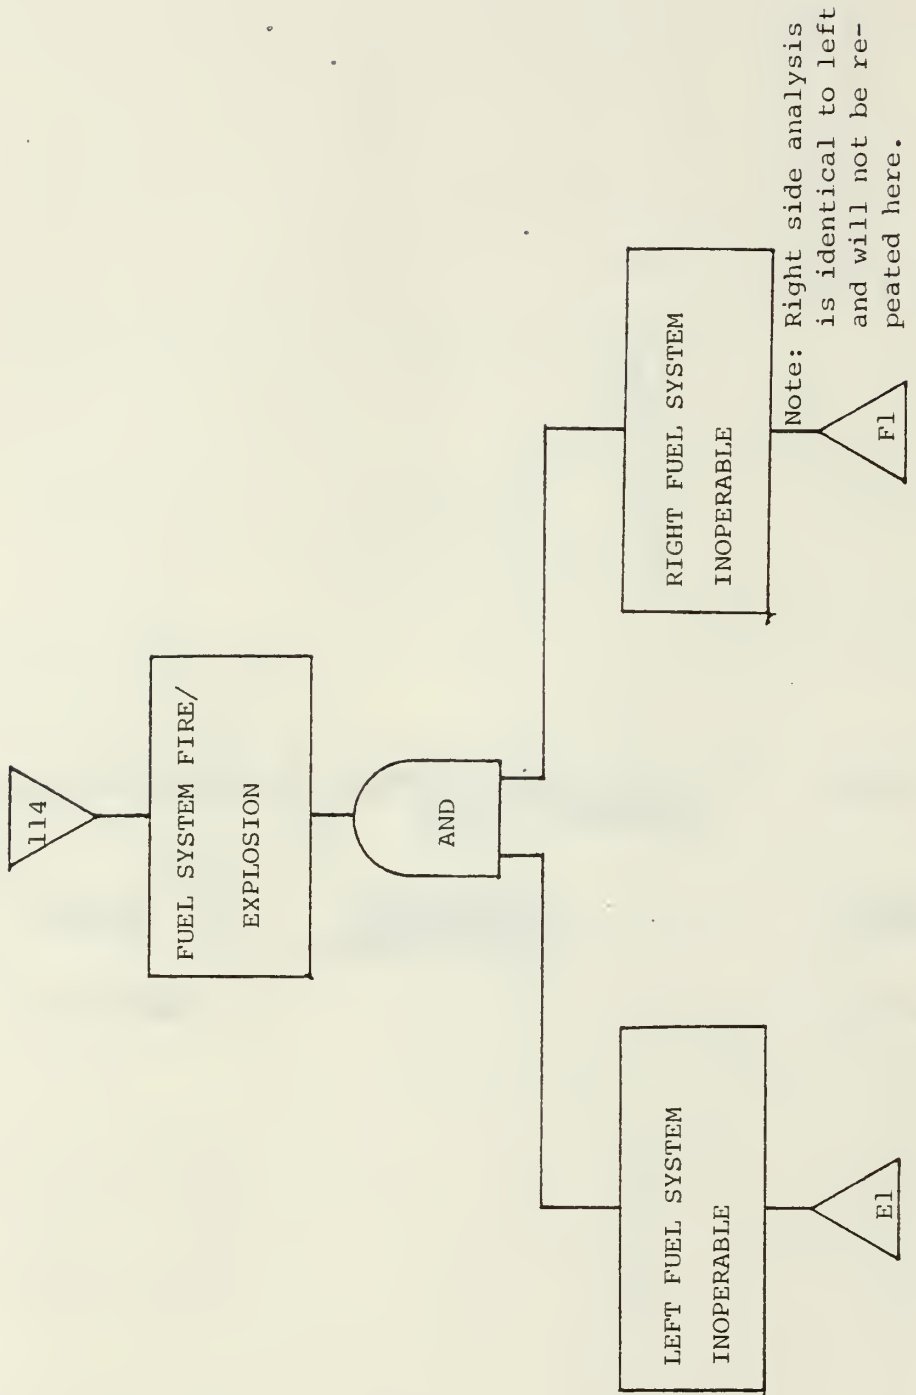 114
FUEL SYSTEM FIRE/
EXPLOSION
AND
LEFT FUEL SYSTEM
INOPERABLE
E1
RIGHT FUEL SYSTEM
INOPERABLE
F1
Note: Right side analysis
is identical to left
and will not be re-
peated here.